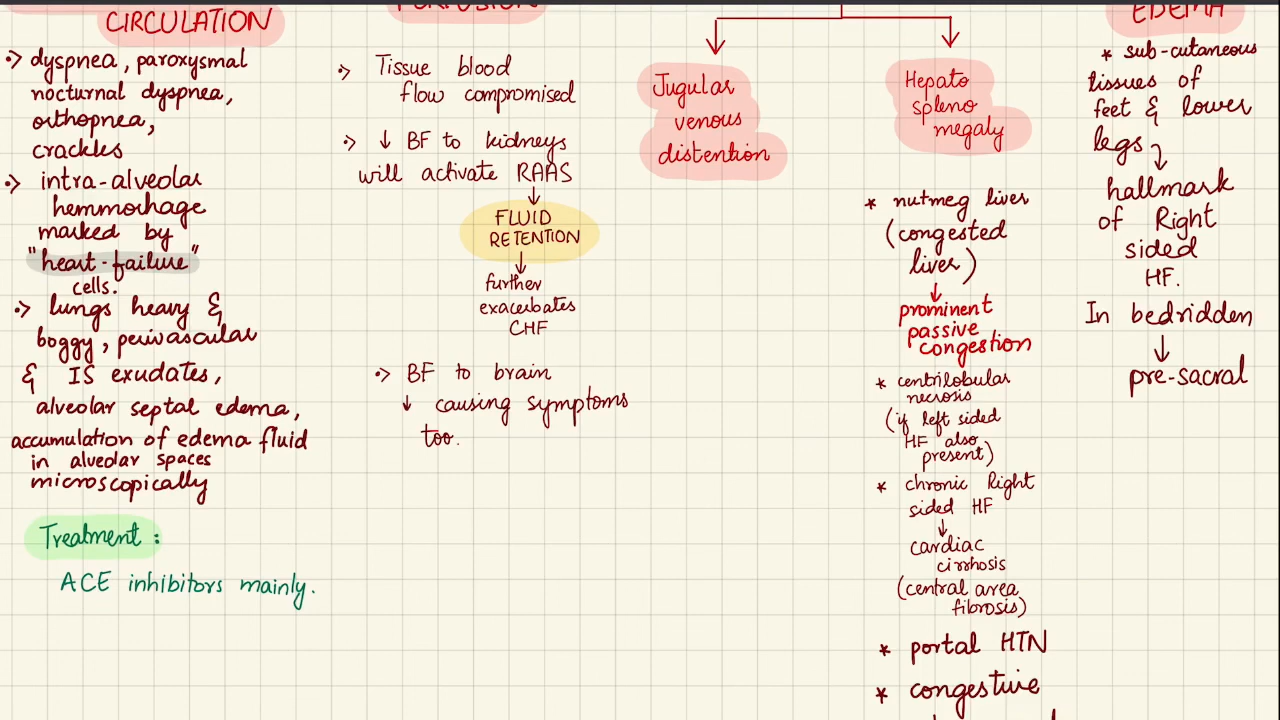 CIRCULATION
•> dyspnea, paroxysmal
nocturnal dyspnea,
orthopnea,
crackles
•> intra-alveolar
hemmorhage
marked by
"heart-failure"
cells.
•> lungs heavy &
boggy, perivascular
& IS exudates,
alveolar septal edema,
accumulation of edema fluid
in alveolar spaces
microscopically
Treatment :
ACE inhibitors mainly.
PERFUSION
•> Tissue blood
flow compromised
•> ↓ BF to kidneys
will activate RAAS
↓
FLUID
RETENTION
↓
further
exacerbates
CHF
•> BF to brain
↓ causing symptoms
too.
Jugular
venous
distention
Hepato
spleno
megaly
* nutmeg liver
(congested
liver)
↓
prominent
passive
congestion
* centrilobular
necrosis
(if left sided
HF also
present)
* chronic Right
sided HF
↓
cardiac
cirrhosis
(central area
fibrosis)
* portal HTN
* congestive
EDEMA
* sub-cutaneous
tissues of
feet & lower
legs
hallmark
of Right
sided
HF.
In bedridden
↓
pre-sacral